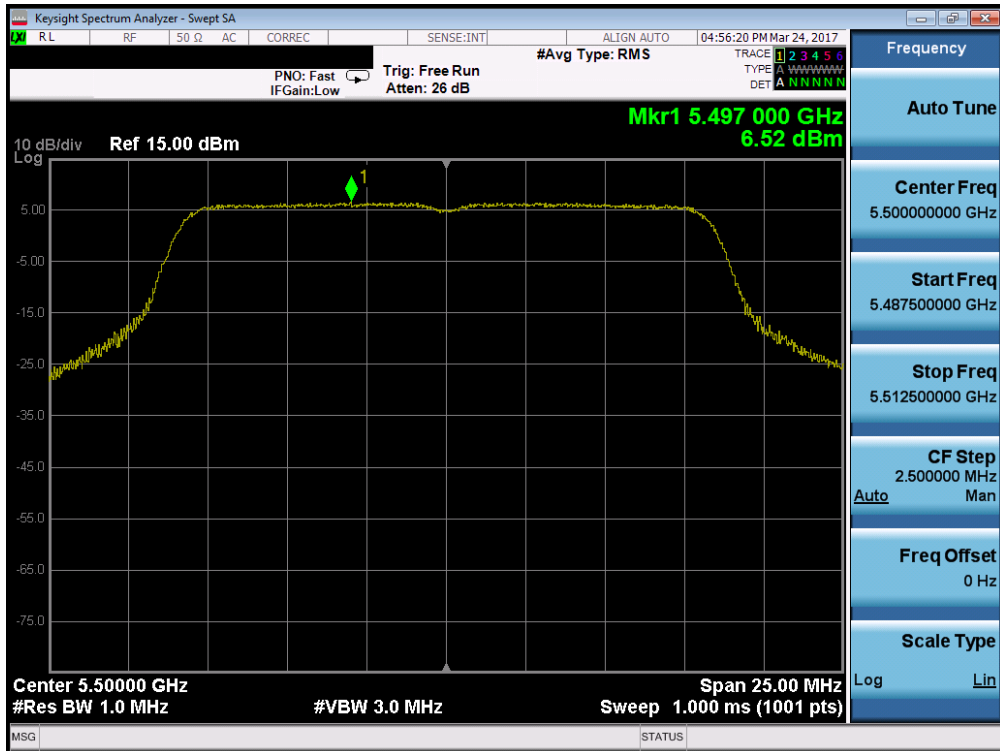 Keysight Spectrum Analyzer - Swept SA
LXI RL RF 50 Ω AC CORREC SENSE:INT ALIGN AUTO 04:56:20 PM Mar 24, 2017
#Avg Type: RMS TRACE 1 2 3 4 5 6
PNO: Fast Trig: Free Run TYPE A WWWWW
IFGain:Low Atten: 26 dB DET A N N N N N
Mkr1 5.497 000 GHz
6.52 dBm
10 dB/div Ref 15.00 dBm
Log
1
5.00
-5.00
-15.0
-25.0
-35.0
-45.0
-55.0
-65.0
-75.0
Center 5.50000 GHz Span 25.00 MHz
#Res BW 1.0 MHz #VBW 3.0 MHz Sweep 1.000 ms (1001 pts)
MSG STATUS
Frequency
Auto Tune
Center Freq
5.500000000 GHz
Start Freq
5.487500000 GHz
Stop Freq
5.512500000 GHz
CF Step
2.500000 MHz
Auto Man
Freq Offset
0 Hz
Scale Type
Log Lin